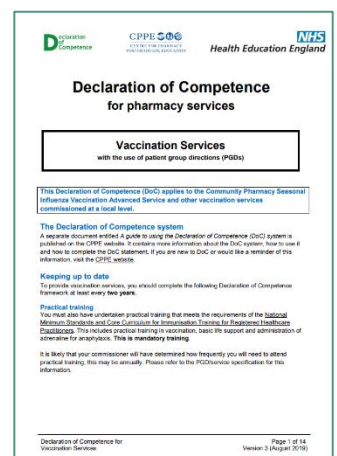 Declaration
of
Competence
CPPE
CENTRE FOR PHARMACY
POSTGRADUATE EDUCATION
NHS
Health Education England
Declaration of Competence
for pharmacy services
Vaccination Services
with the use of patient group directions (PGDs)
This Declaration of Competence (DoC) applies to the Community Pharmacy Seasonal
Influenza Vaccination Advanced Service and other vaccination services
commissioned at a local level.
The Declaration of Competence system
A separate document entitled A guide to using the Declaration of Competence (DoC) system is
published on the CPPE website. It contains more information about the DoC system, how to use it
and how to complete the DoC statement. If you are new to DoC or would like a reminder of this
information, visit the CPPE website.
Keeping up to date
To provide vaccination services, you should complete the following Declaration of Competence
framework at least every two years.
Practical training
You must also have undertaken practical training that meets the requirements of the National
Minimum Standards and Core Curriculum for Immunisation Training for Registered Healthcare
Practitioners. This includes practical training in vaccination, basic life support and administration of
adrenaline for anaphylaxis. This is mandatory training.
It is likely that your commissioner will have determined how frequently you will need to attend
practical training, this may be annually. Please refer to the PGD/service specification for this
information.
Declaration of Competence for
Vaccination Services
Page 1 of 14
Version 3 (August 2019)